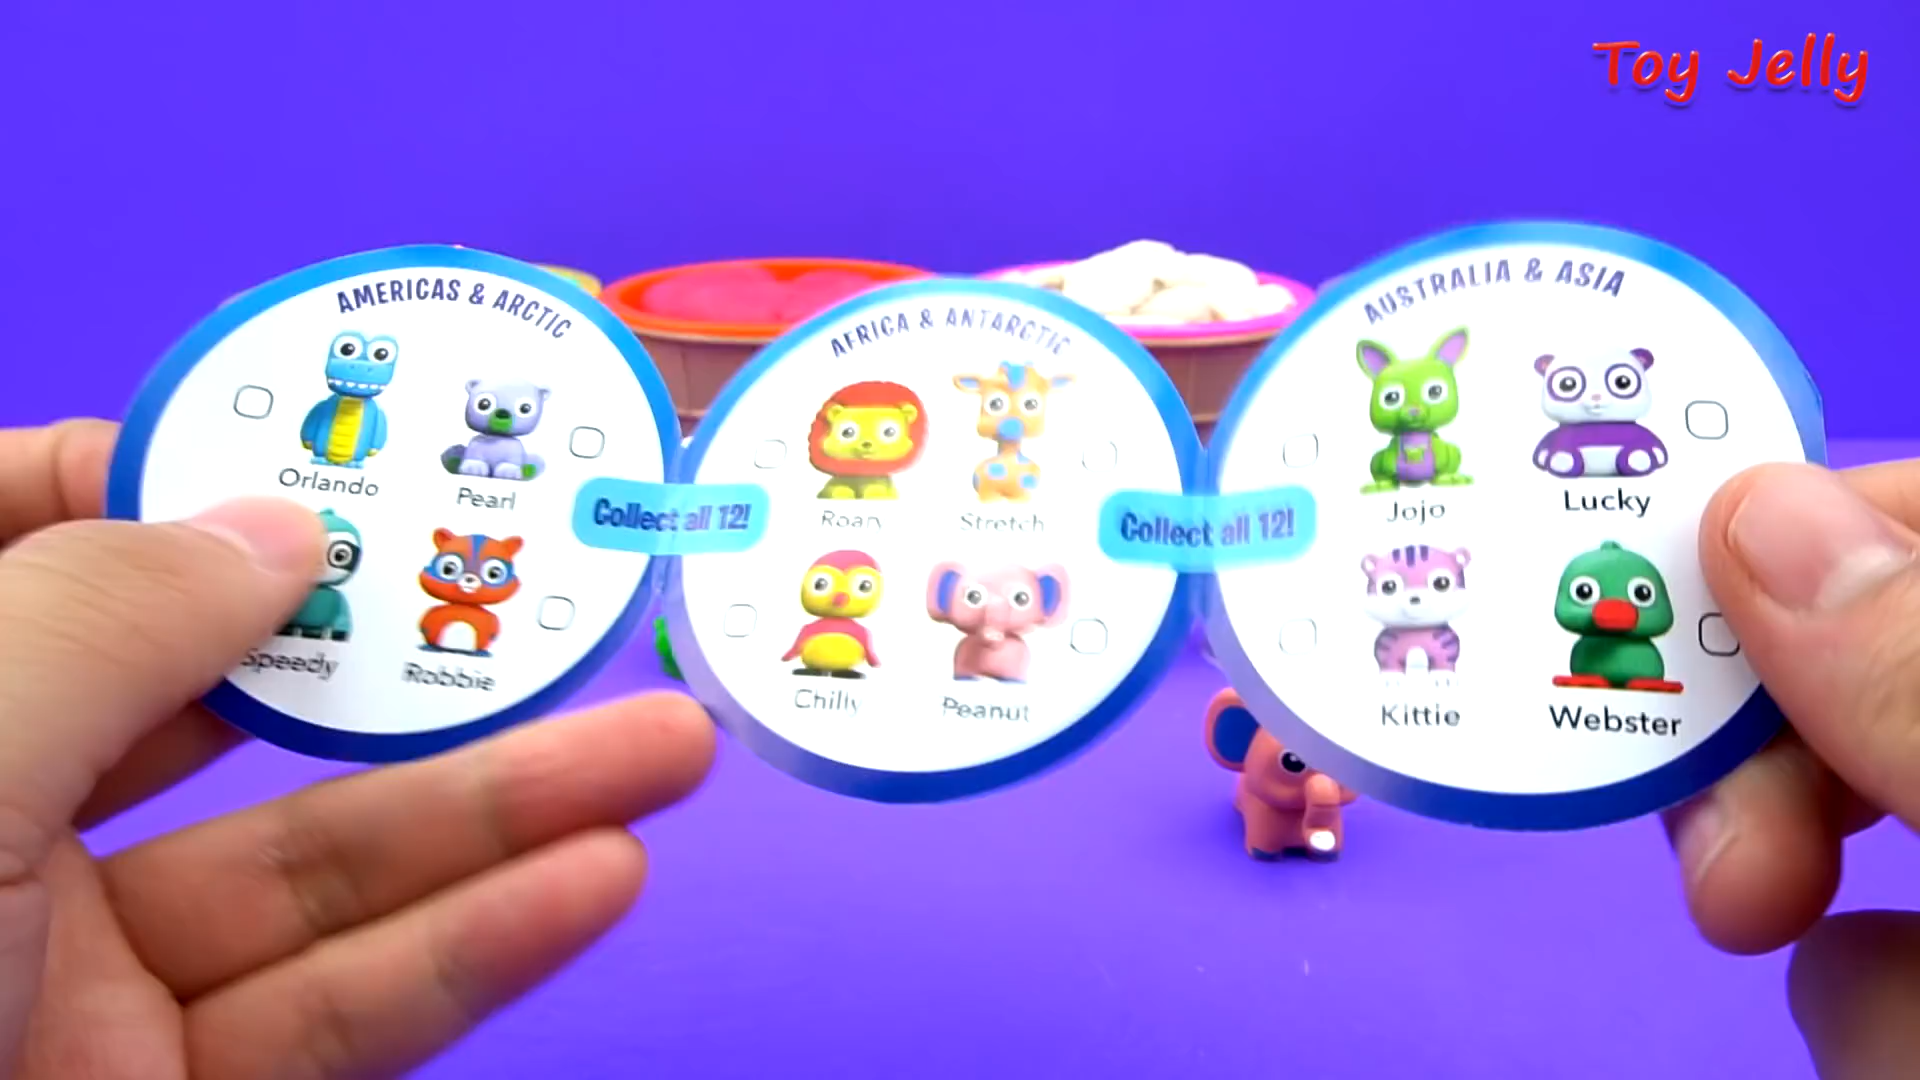 Toy Jelly
AMERICAS & ARCTIC
Orlando
Pearl
Speedy
Robbie
Collect all 12!
AFRICA & ANTARCTIC
Roary
Stretch
Chilly
Peanut
Collect all 12!
AUSTRALIA & ASIA
Jojo
Lucky
Kittie
Webster